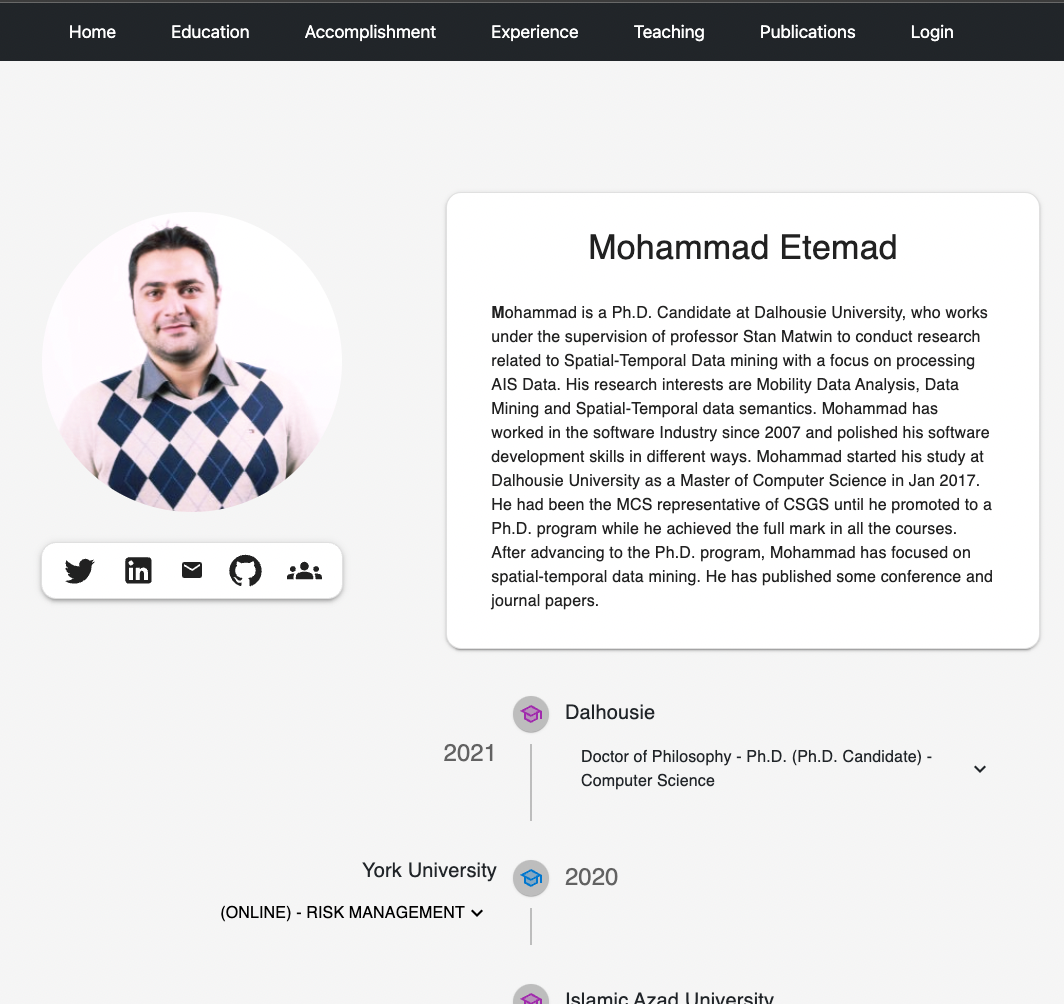 Home Education Accomplishment Experience Teaching Publications Login
Mohammad Etemad
Mohammad is a Ph.D. Candidate at Dalhousie University, who works
under the supervision of professor Stan Matwin to conduct research
related to Spatial-Temporal Data mining with a focus on processing
AIS Data. His research interests are Mobility Data Analysis, Data
Mining and Spatial-Temporal data semantics. Mohammad has
worked in the software Industry since 2007 and polished his software
development skills in different ways. Mohammad started his study at
Dalhousie University as a Master of Computer Science in Jan 2017.
He had been the MCS representative of CSGS until he promoted to a
Ph.D. program while he achieved the full mark in all the courses.
After advancing to the Ph.D. program, Mohammad has focused on
spatial-temporal data mining. He has published some conference and
journal papers.
in
Dalhousie
2021
Doctor of Philosophy - Ph.D. (Ph.D. Candidate) -
Computer Science
York University
2020
(ONLINE) - RISK MANAGEMENT
Islamic Azad University